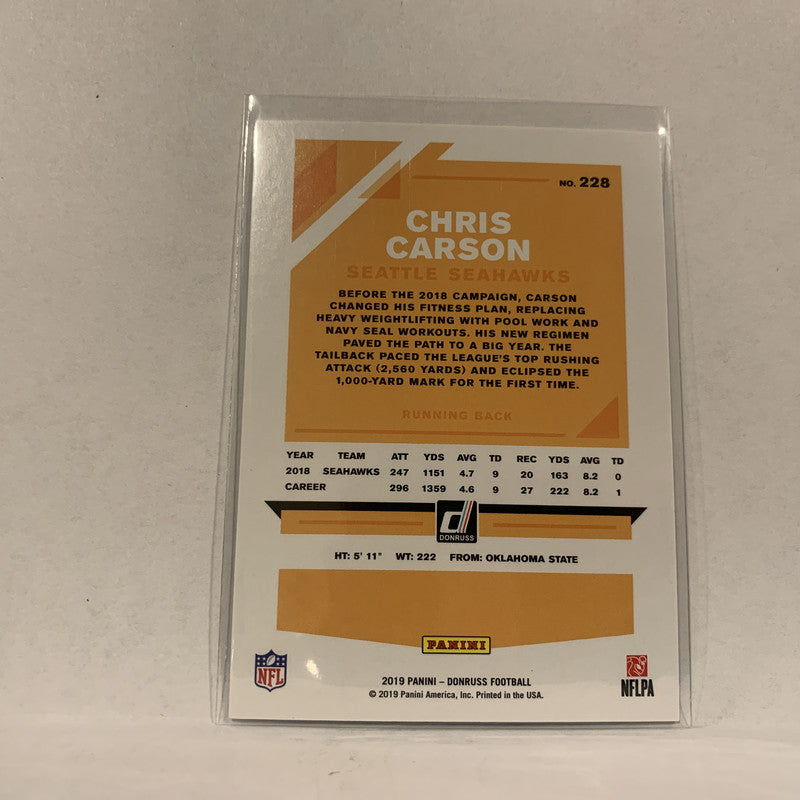 NO. 228
CHRIS
CARSON
SEATTLE SEAHAWKS
BEFORE THE 2018 CAMPAIGN, CARSON
CHANGED HIS FITNESS PLAN, REPLACING
HEAVY WEIGHTLIFTING WITH POOL WORK AND
NAVY SEAL WORKOUTS. HIS NEW REGIMEN
PAVED THE PATH TO A BIG YEAR. THE
TAILBACK PACED THE LEAGUE'S TOP RUSHING
ATTACK (2,560 YARDS) AND ECLIPSED THE
1,000-YARD MARK FOR THE FIRST TIME.
RUNNING BACK
YEAR TEAM ATT YDS AVG TD REC YDS AVG TD
2018 SEAHAWKS 247 1151 4.7 9 20 163 8.2 0
CAREER 296 1359 4.6 9 27 222 8.2 1
d
DONRUSS
HT: 5' 11" WT: 222 FROM: OKLAHOMA STATE
PANINI
NFL
2019 PANINI – DONRUSS FOOTBALL
© 2019 Panini America, Inc. Printed in the USA.
NFLPA